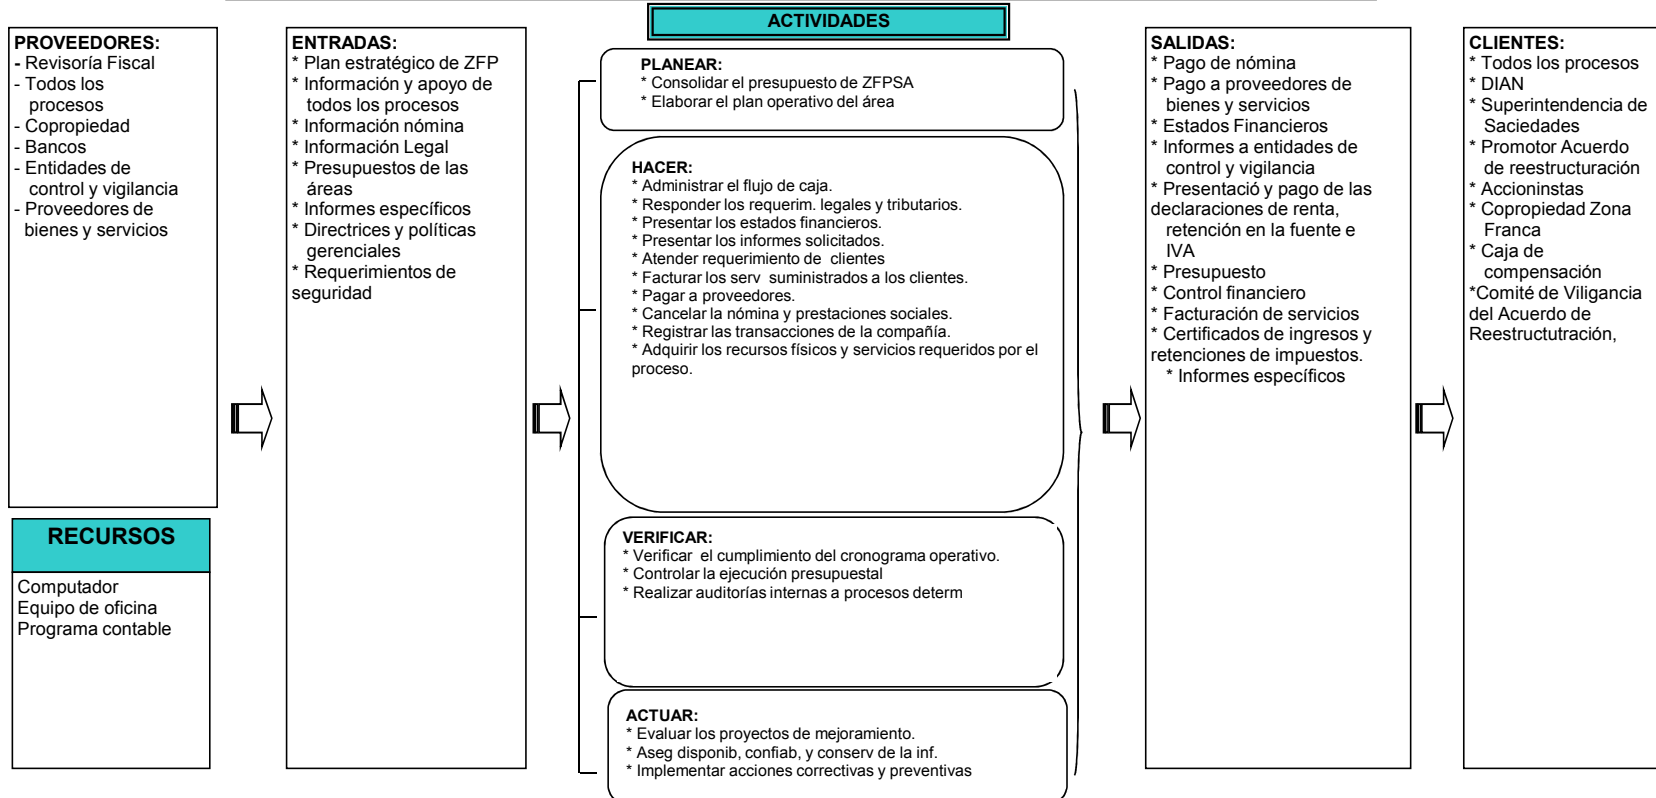 ACTIVIDADES
PROVEEDORES:
- Revisoría Fiscal
- Todos los
procesos
- Copropiedad
- Bancos
- Entidades de
control y vigilancia
- Proveedores de
bienes y servicios
RECURSOS
Computador
Equipo de oficina
Programa contable
ENTRADAS:
* Plan estratégico de ZFP
* Información y apoyo de
todos los procesos
* Información nómina
* Información Legal
* Presupuestos de las
áreas
* Informes específicos
* Directrices y políticas
gerenciales
* Requerimientos de
seguridad
PLANEAR:
* Consolidar el presupuesto de ZFPSA
* Elaborar el plan operativo del área
HACER:
* Administrar el flujo de caja.
* Responder los requerim. legales y tributarios.
* Presentar los estados financieros.
* Presentar los informes solicitados.
* Atender requerimiento de  clientes
* Facturar los serv  suministrados a los clientes.
* Pagar a proveedores.
* Cancelar la nómina y prestaciones sociales.
* Registrar las transacciones de la compañía.
* Adquirir los recursos físicos y servicios requeridos por el
proceso.
VERIFICAR:
* Verificar  el cumplimiento del cronograma operativo.
* Controlar la ejecución presupuestal
* Realizar auditorías internas a procesos determ
ACTUAR:
* Evaluar los proyectos de mejoramiento.
* Aseg disponib, confiab, y conserv de la inf.
* Implementar acciones correctivas y preventivas
SALIDAS:
* Pago de nómina
* Pago a proveedores de
bienes y servicios
* Estados Financieros
* Informes a entidades de
control y vigilancia
* Presentació y pago de las
declaraciones de renta,
retención en la fuente e
IVA
* Presupuesto
* Control financiero
* Facturación de servicios
* Certificados de ingresos y
retenciones de impuestos.
* Informes específicos
CLIENTES:
* Todos los procesos
* DIAN
* Superintendencia de
Saciedades
* Promotor Acuerdo
de reestructuración
* Accioninstas
* Copropiedad Zona
Franca
* Caja de
compensación
*Comité de Viligancia
del Acuerdo de
Reestructutración,